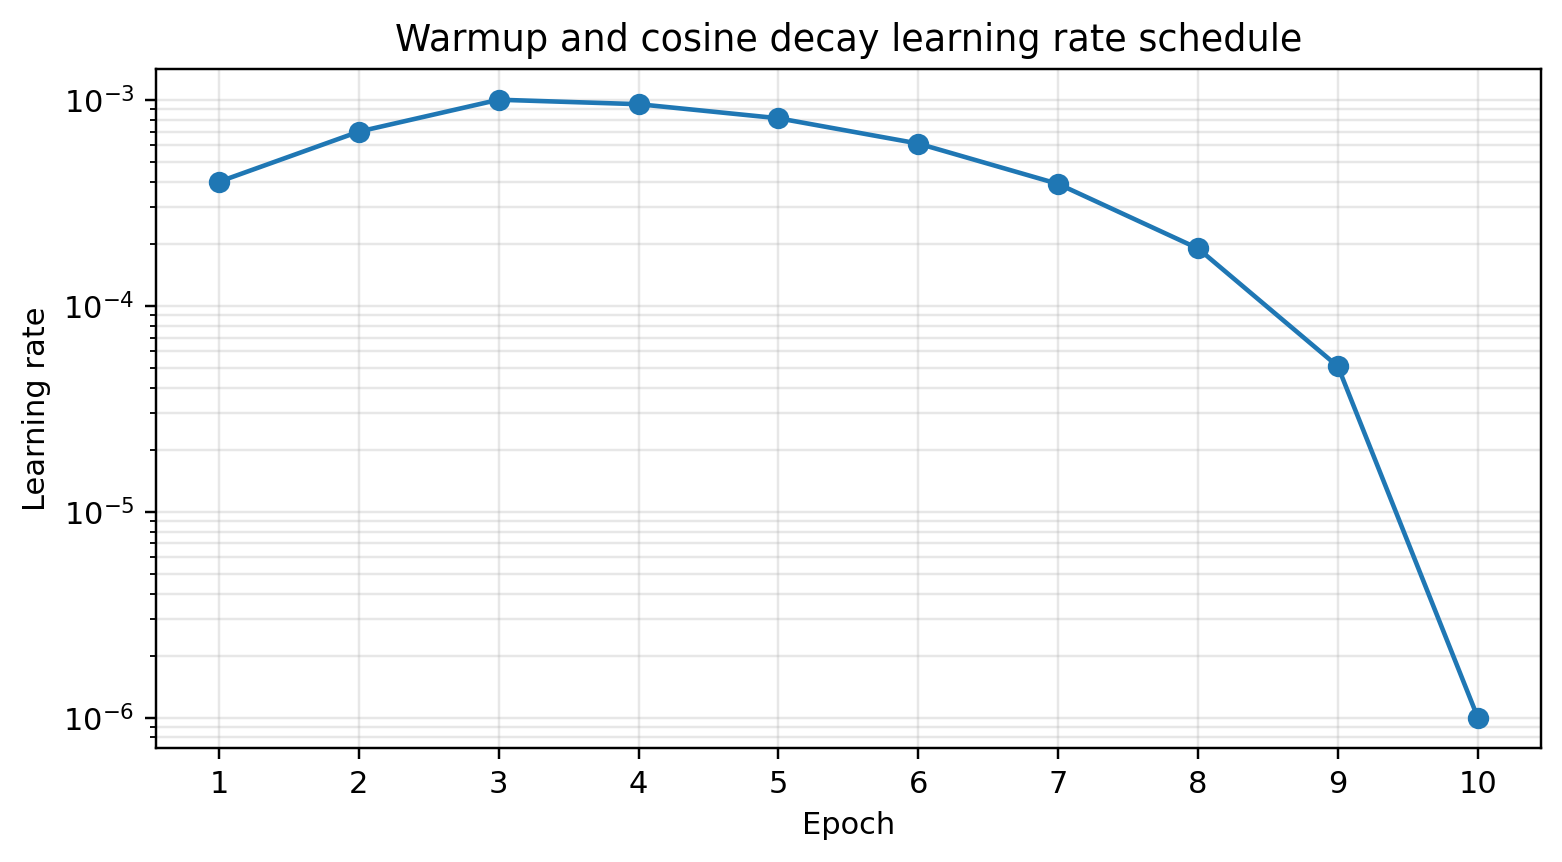 Warmup and cosine decay learning rate schedule
Learning rate
10⁻³
10⁻⁴
10⁻⁵
10⁻⁶
1 2 3 4 5 6 7 8 9 10
Epoch